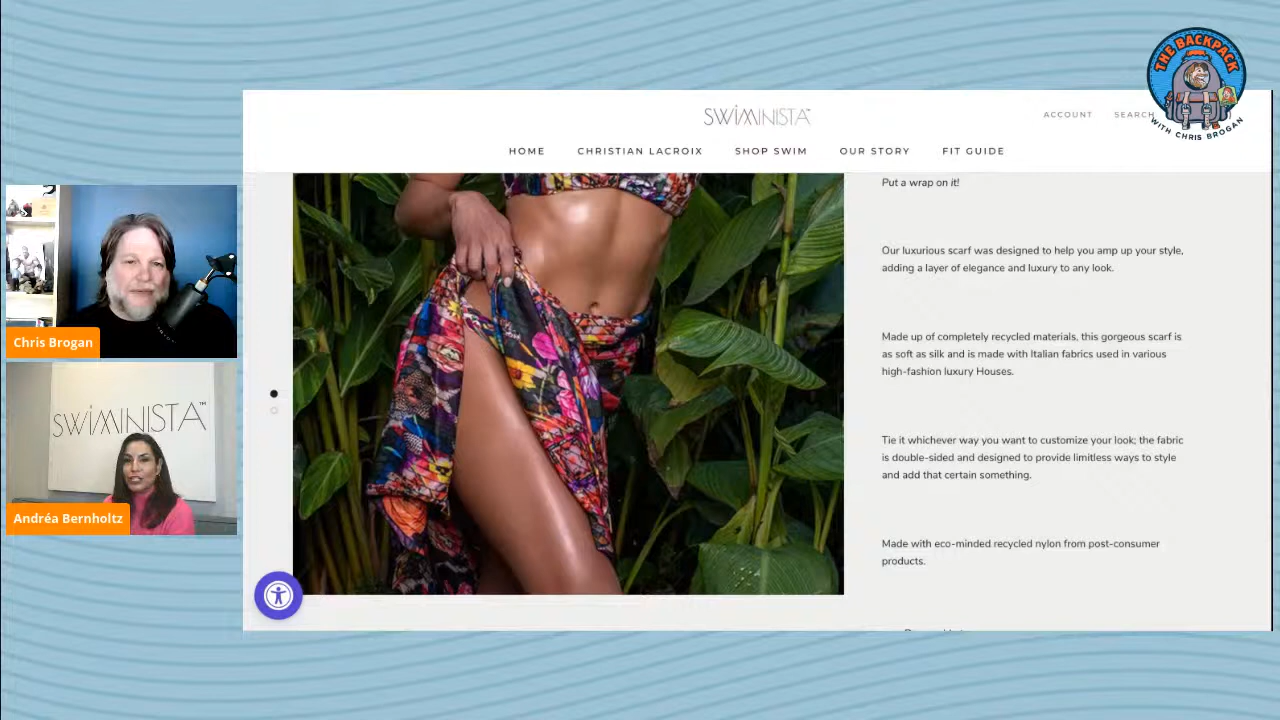 THE BACKPACK
WITH CHRIS BROGAN
SWIMINISTA™
ACCOUNT SEARCH
HOME CHRISTIAN LACROIX SHOP SWIM OUR STORY FIT GUIDE
Put a wrap on it!
Our luxurious scarf was designed to help you amp up your style,
adding a layer of elegance and luxury to any look.
Made up of completely recycled materials, this gorgeous scarf is
as soft as silk and is made with Italian fabrics used in various
high-fashion luxury Houses.
Tie it whichever way you want to customize your look; the fabric
is double-sided and designed to provide limitless ways to style
and add that certain something.
Made with eco-minded recycled nylon from post-consumer
products.
Chris Brogan
SWIMINISTA™
Andréa Bernholtz